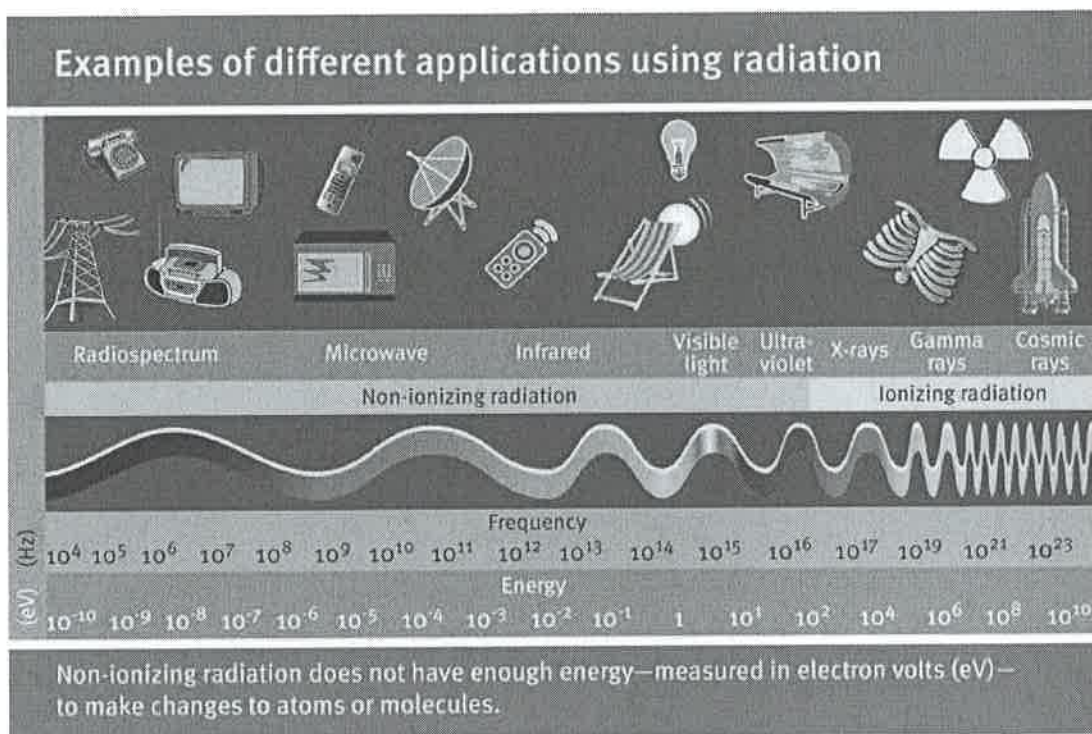 Examples of different applications using radiation
Radiospectrum Microwave Infrared Visible light Ultra-violet X-rays Gamma rays Cosmic rays
Non-ionizing radiation Ionizing radiation
Frequency
(Hz) 10⁴ 10⁵ 10⁶ 10⁷ 10⁸ 10⁹ 10¹⁰ 10¹¹ 10¹² 10¹³ 10¹⁴ 10¹⁵ 10¹⁶ 10¹⁷ 10¹⁹ 10²¹ 10²³
Energy
(eV) 10⁻¹⁰ 10⁻⁹ 10⁻⁸ 10⁻⁷ 10⁻⁶ 10⁻⁵ 10⁻⁴ 10⁻³ 10⁻² 10⁻¹ 1 10¹ 10² 10⁴ 10⁶ 10⁸ 10¹⁰
Non-ionizing radiation does not have enough energy—measured in electron volts (eV)—
to make changes to atoms or molecules.